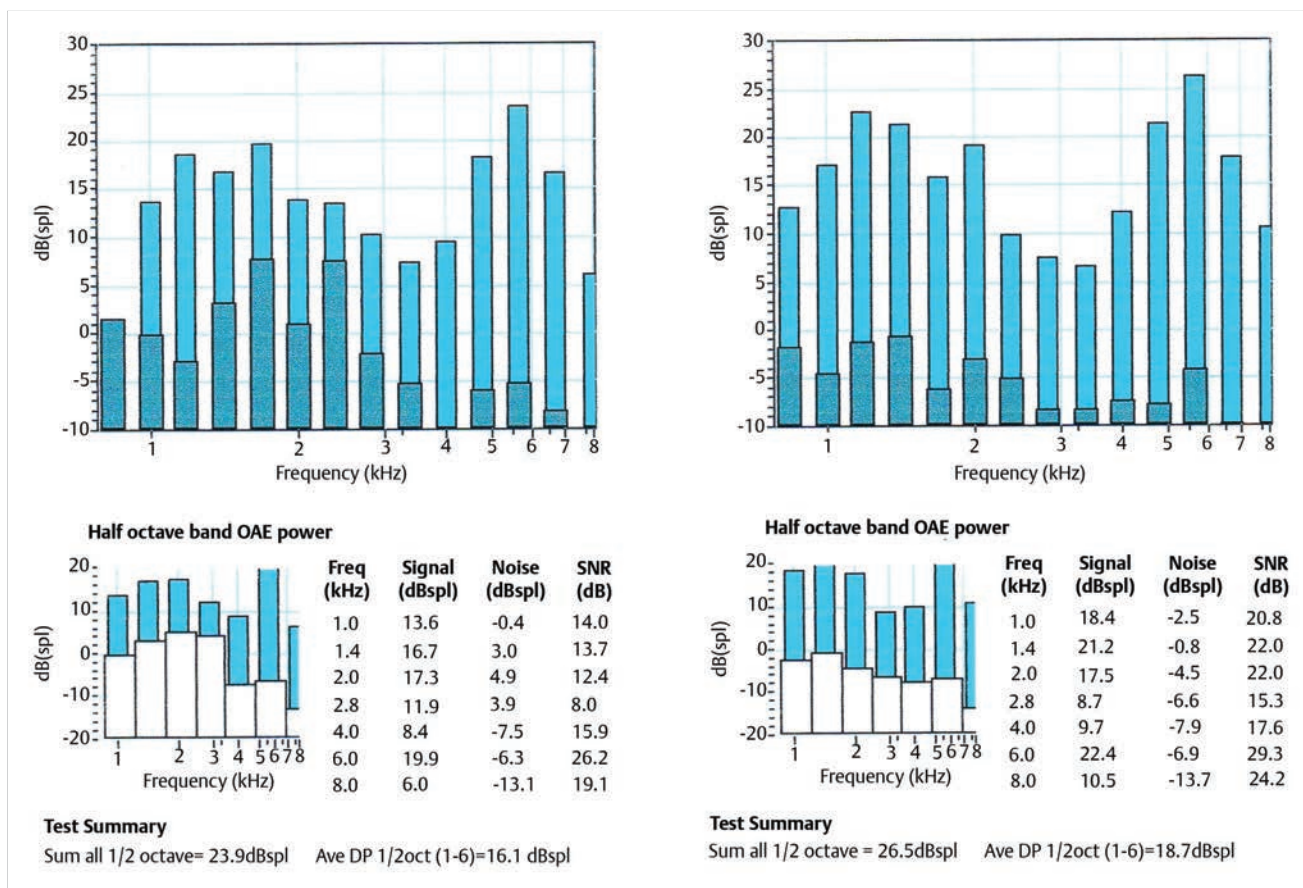 30
25
20
15
10
5
0
-5
-10
dB(spl)
1 2 3 4 5 6 7 8
Frequency (kHz)
Half octave band OAE power
20
10
0
-10
-20
dB(spl)
1 2 3 4 5 6 7 8
Frequency (kHz)
Freq Signal Noise SNR
(kHz) (dBspl) (dBspl) (dB)
1.0 13.6 -0.4 14.0
1.4 16.7 3.0 13.7
2.0 17.3 4.9 12.4
2.8 11.9 3.9 8.0
4.0 8.4 -7.5 15.9
6.0 19.9 -6.3 26.2
8.0 6.0 -13.1 19.1
Test Summary
Sum all 1/2 octave= 23.9dBspl Ave DP 1/2oct (1-6)=16.1 dBspl
30
25
20
15
10
5
0
-5
-10
dB(spl)
1 2 3 4 5 6 7 8
Frequency (kHz)
Half octave band OAE power
20
10
0
-10
-20
dB(spl)
1 2 3 4 5 6 7 8
Frequency (kHz)
Freq Signal Noise SNR
(kHz) (dBspl) (dBspl) (dB)
1.0 18.4 -2.5 20.8
1.4 21.2 -0.8 22.0
2.0 17.5 -4.5 22.0
2.8 8.7 -6.6 15.3
4.0 9.7 -7.9 17.6
6.0 22.4 -6.9 29.3
8.0 10.5 -13.7 24.2
Test Summary
Sum all 1/2 octave = 26.5dBspl Ave DP 1/2oct (1-6)=18.7dBspl